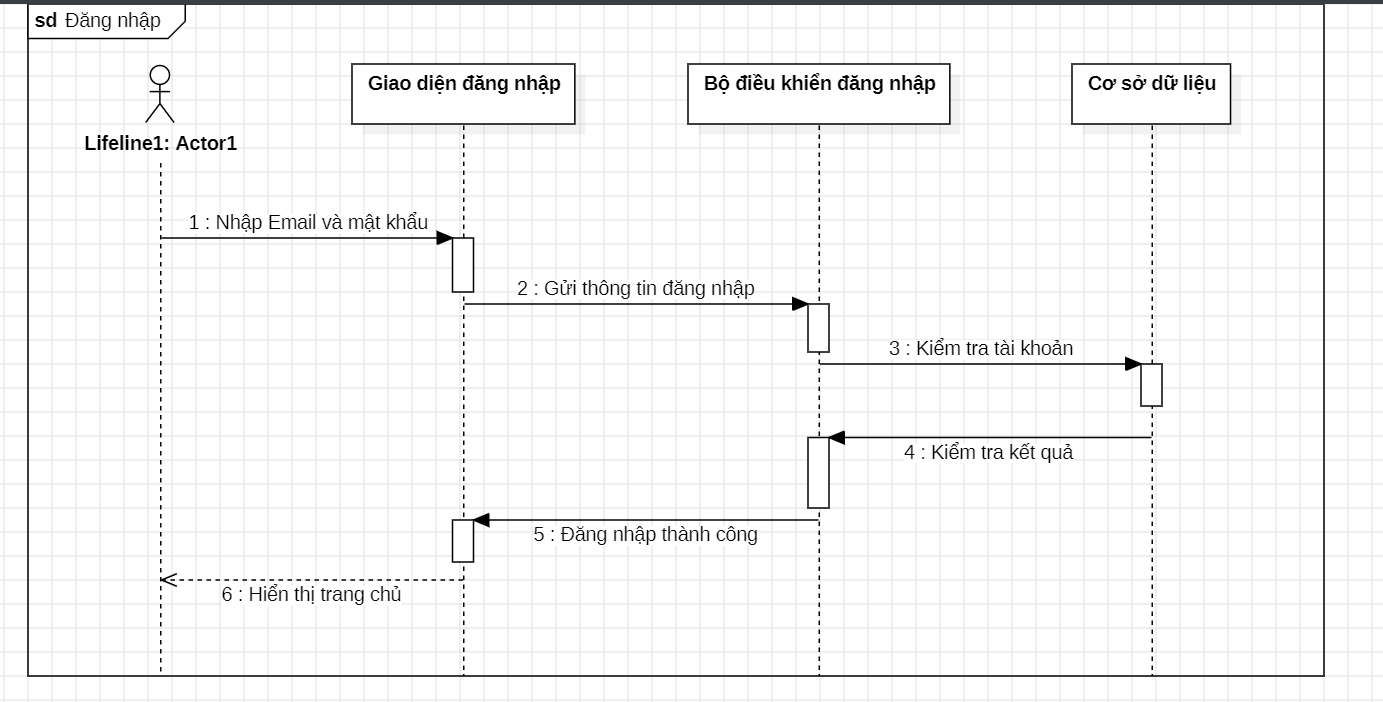 sd Đăng nhập
Lifeline1: Actor1
Giao diện đăng nhập
Bộ điều khiển đăng nhập
Cơ sở dữ liệu
1 : Nhập Email và mật khẩu
2 : Gửi thông tin đăng nhập
3 : Kiểm tra tài khoản
4 : Kiểm tra kết quả
5 : Đăng nhập thành công
6 : Hiển thị trang chủ